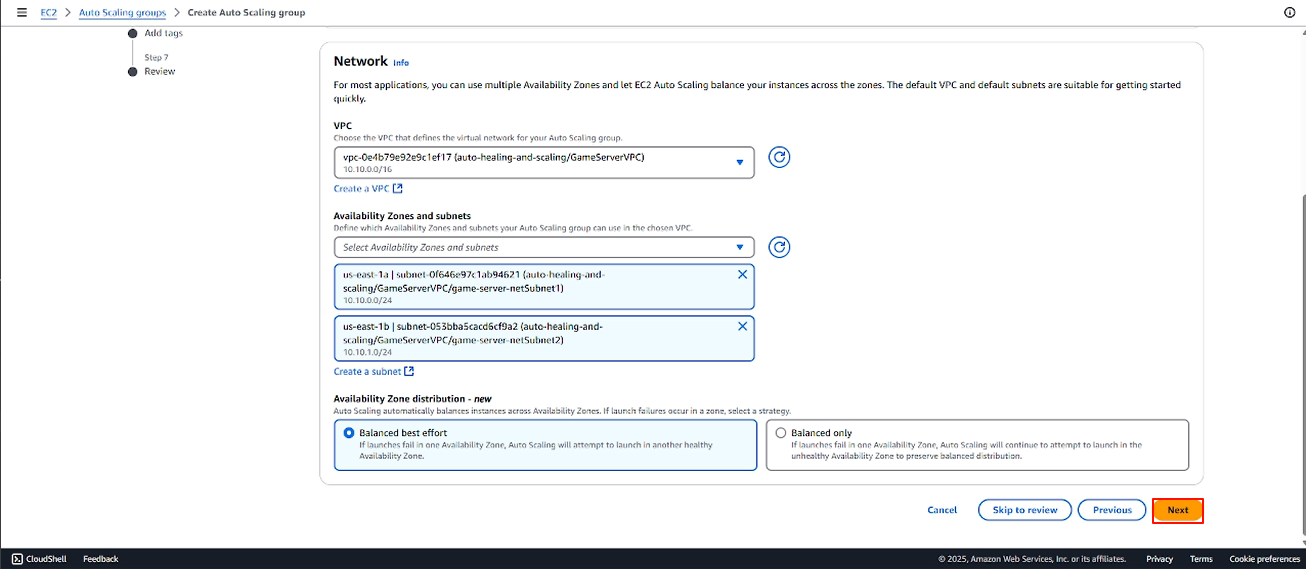 EC2 > Auto Scaling groups > Create Auto Scaling group
Add tags
Step 7
Review
Network Info
For most applications, you can use multiple Availability Zones and let EC2 Auto Scaling balance your instances across the zones. The default VPC and default subnets are suitable for getting started
quickly.
VPC
Choose the VPC that defines the virtual network for your Auto Scaling group.
vpc-0e4b79e92e9c1ef17 (auto-healing-and-scaling/GameServerVPC)
10.10.0.0/16
Create a VPC
Availability Zones and subnets
Define which Availability Zones and subnets your Auto Scaling group can use in the chosen VPC.
Select Availability Zones and subnets
us-east-1a | subnet-0f646e97c1ab94621 (auto-healing-and-
scaling/GameServerVPC/game-server-netSubnet1)
10.10.0.0/24
us-east-1b | subnet-053bba5cacd6cf9a2 (auto-healing-and-
scaling/GameServerVPC/game-server-netSubnet2)
10.10.1.0/24
Create a subnet
Availability Zone distribution - new
Auto Scaling automatically balances instances across Availability Zones. If launch failures occur in a zone, select a strategy.
Balanced best effort
If launches fail in one Availability Zone, Auto Scaling will attempt to launch in another healthy
Availability Zone.
Balanced only
If launches fail in one Availability Zone, Auto Scaling will continue to attempt to launch in the
unhealthy Availability Zone to preserve balanced distribution.
Cancel Skip to review Previous Next
CloudShell Feedback © 2025, Amazon Web Services, Inc. or its affiliates. Privacy Terms Cookie preferences